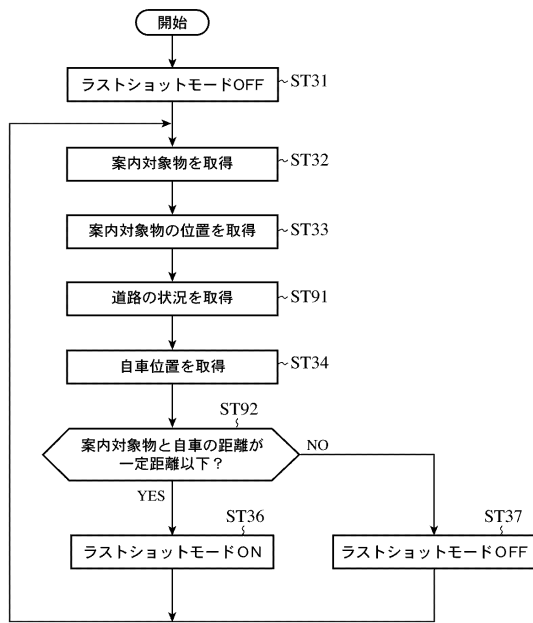 開始
ラストショットモードOFF
ST31
案内対象物を取得
ST32
案内対象物の位置を取得
ST33
道路の状況を取得
ST91
自車位置を取得
ST34
ST92
案内対象物と自車の距離が
一定距離以下？
NO
YES
ST36
ラストショットモードON
ST37
ラストショットモードOFF